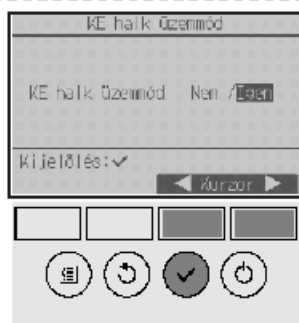 KE halk üzemmód
KE halk üzemmód Nem /Igen
Kijelölés:✔
◀ Kurzor ▶